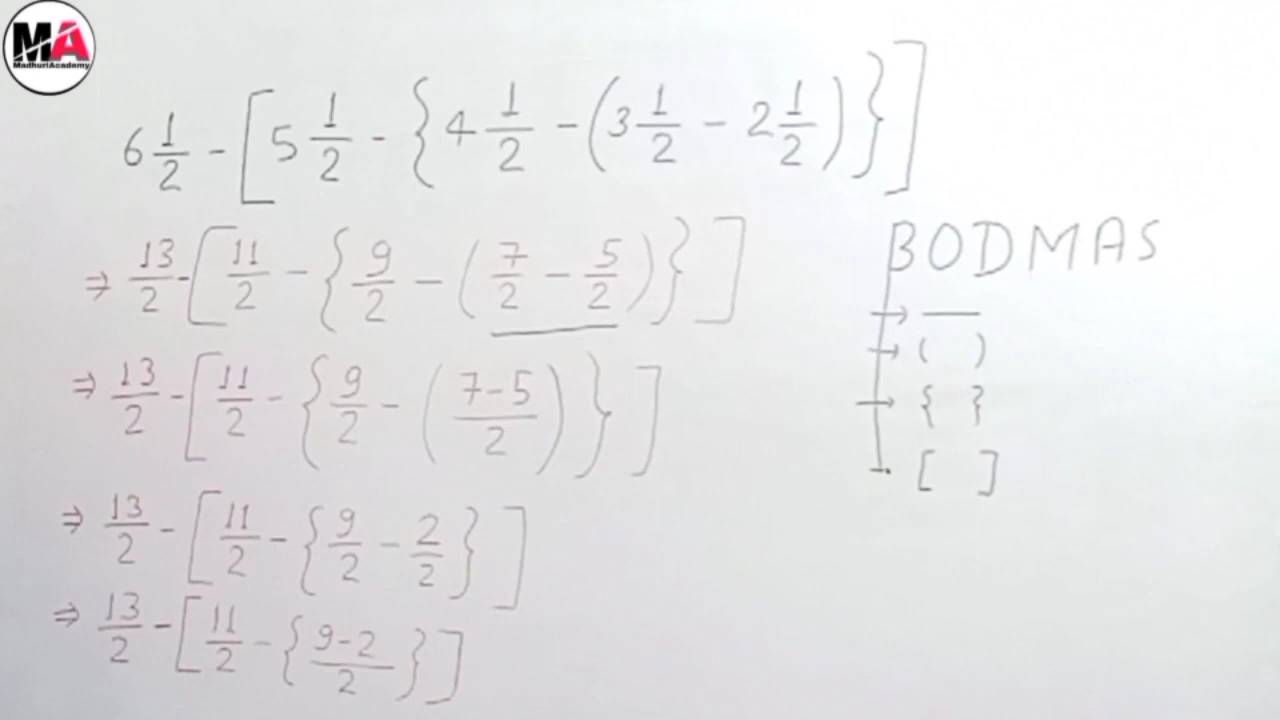 MA
MadhuriAcademy
6 1/2 - [5 1/2 - {4 1/2 - (3 1/2 - 2 1/2)}]
⇒ 13/2 - [11/2 - {9/2 - (7/2 - 5/2)}]
⇒ 13/2 - [11/2 - {9/2 - ((7-5)/2)}]
⇒ 13/2 - [11/2 - {9/2 - 2/2}]
⇒ 13/2 - [11/2 - {(9-2)/2}]
BODMAS
→ —
→ ( )
→ { }
[ ]